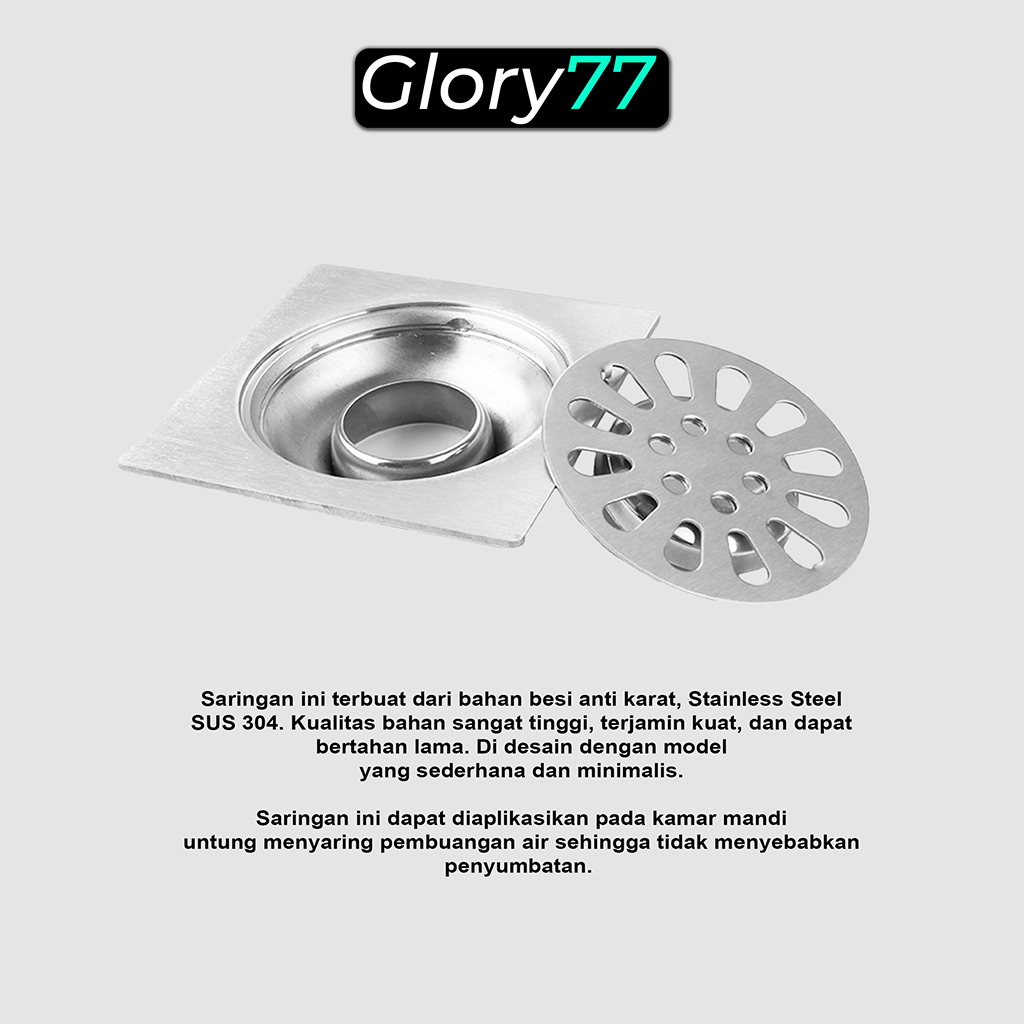 Glory77
Saringan ini terbuat dari bahan besi anti karat, Stainless Steel
SUS 304. Kualitas bahan sangat tinggi, terjamin kuat, dan dapat
bertahan lama. Di desain dengan model
yang sederhana dan minimalis.
Saringan ini dapat diaplikasikan pada kamar mandi
untung menyaring pembuangan air sehingga tidak menyebabkan
penyumbatan.